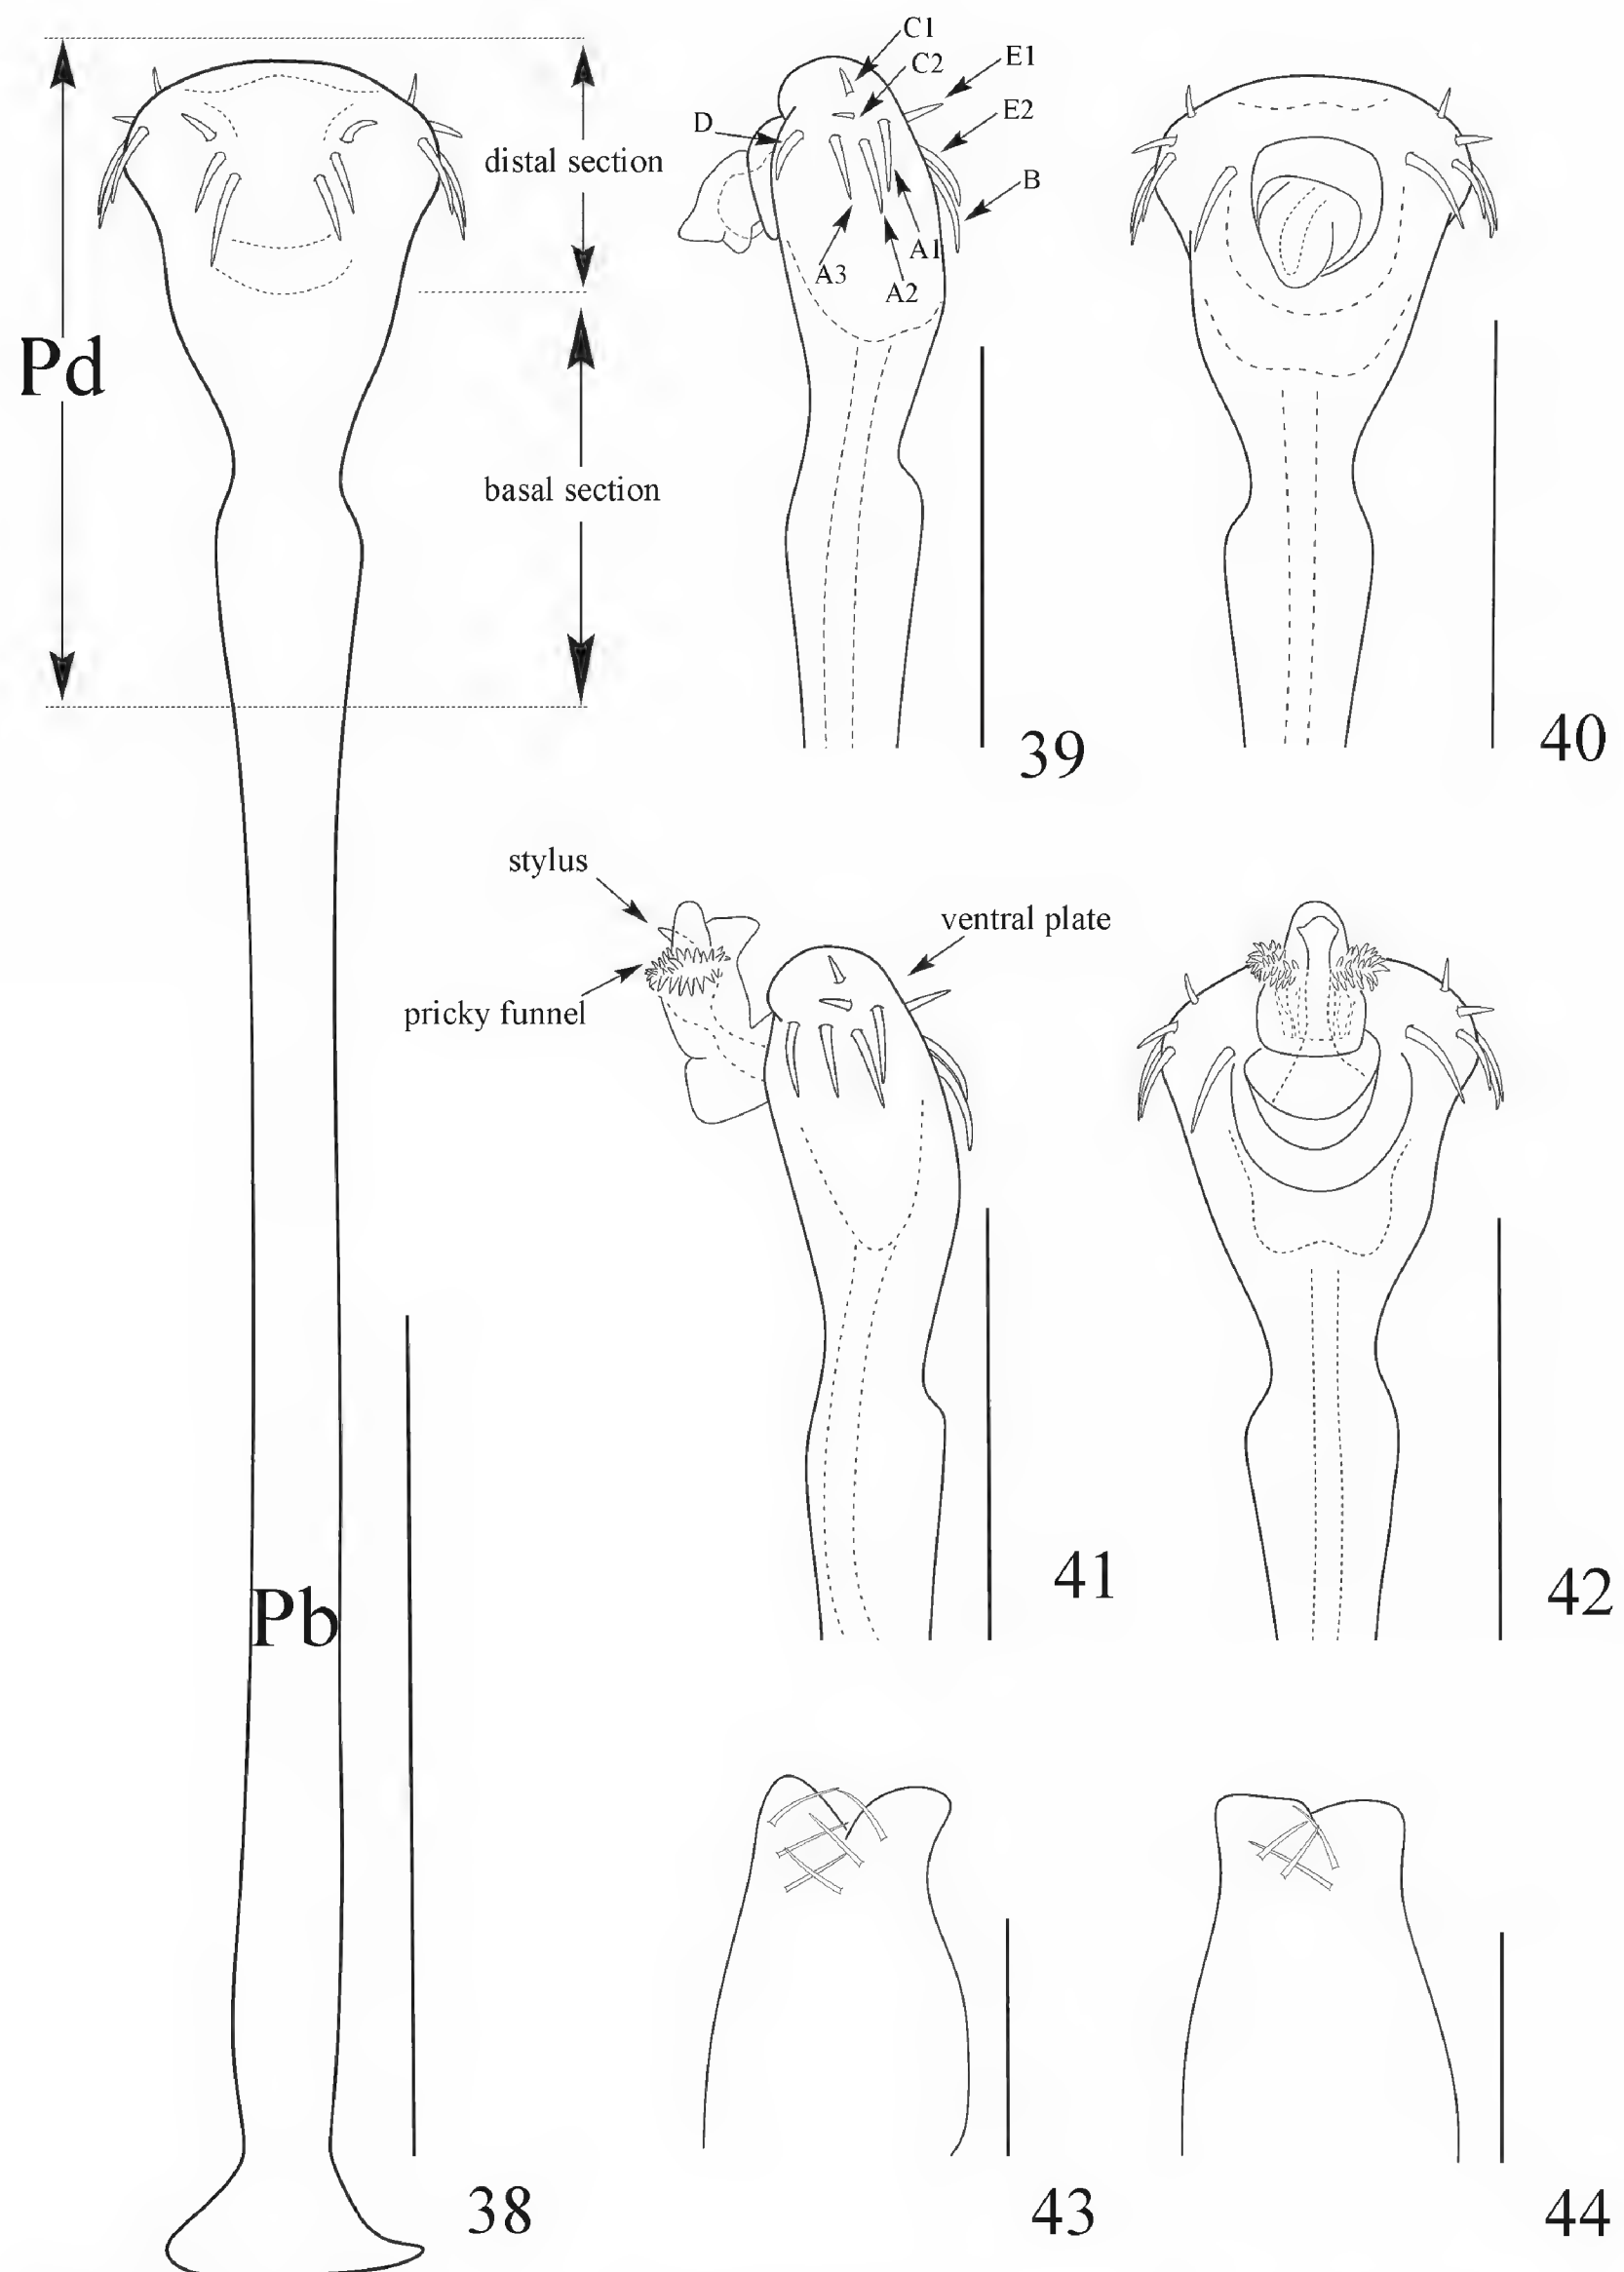 C1
C2
E1
E2
D
B
distal section
A1
A3
A2
Pd
basal section
39
40
stylus
ventral plate
pricky funnel
41
42
Pb
38
43
44